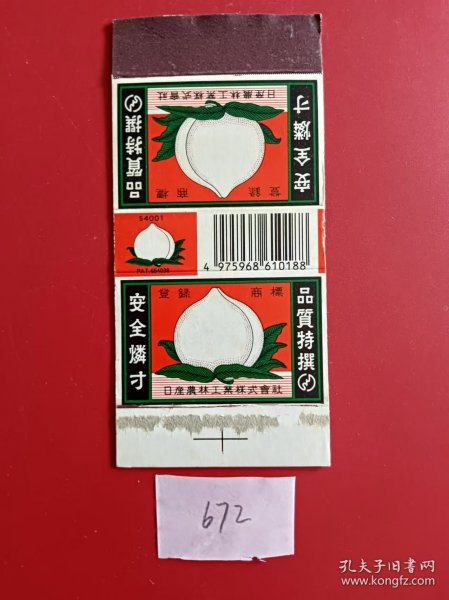 日産農林工業株式會社
品質特撰
安全燐寸
登錄 商標
S4001
PAT.684038
4 975968 610188
登錄 商標
安全燐寸
品質特撰
日産農林工業株式會社
672
孔夫子旧书网
www.kongfz.com